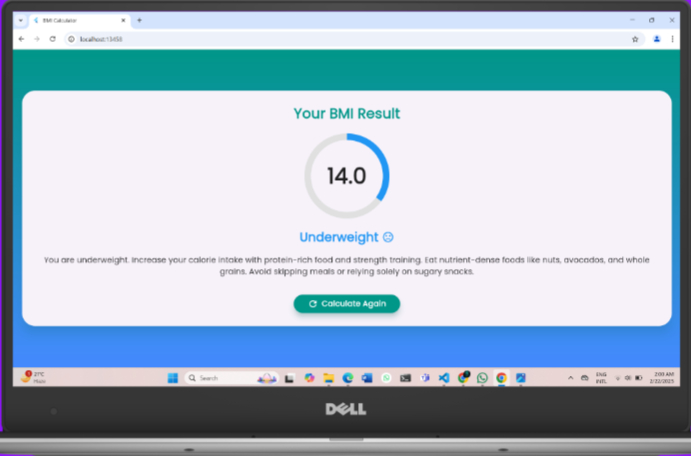 BMI Calculator
localhost:13458
Your BMI Result
14.0
Underweight
You are underweight. Increase your calorie intake with protein-rich food and strength training. Eat nutrient-dense foods like nuts, avocados, and whole
grains. Avoid skipping meals or relying solely on sugary snacks.
Calculate Again
21°C
Haze
Search
ENG
INTL
2:00 AM
2/22/2025
DELL